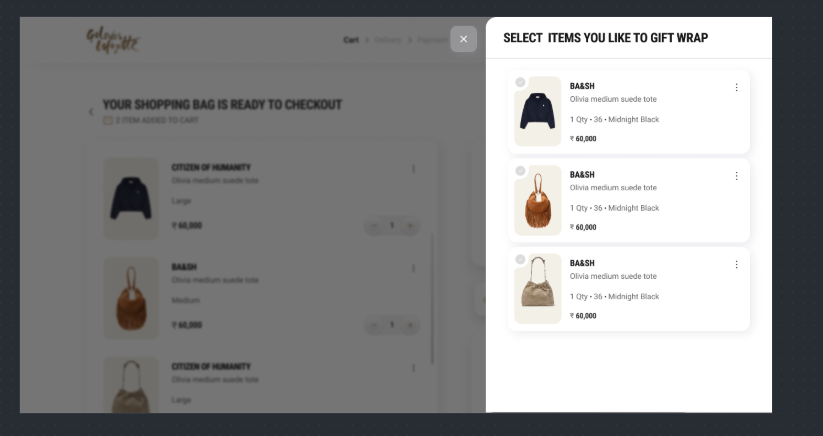 Galeries
Lafayette
Cart > Delivery > Payment
YOUR SHOPPING BAG IS READY TO CHECKOUT
2 ITEM ADDED TO CART
CITIZEN OF HUMANITY
Olivia medium suede tote
Large
₹ 60,000
- 1 +
BA&SH
Olivia medium suede tote
Medium
₹ 60,000
- 1 +
CITIZEN OF HUMANITY
Olivia medium suede tote
Large
SELECT ITEMS YOU LIKE TO GIFT WRAP
BA&SH
Olivia medium suede tote
1 Qty • 36 • Midnight Black
₹ 60,000
BA&SH
Olivia medium suede tote
1 Qty • 36 • Midnight Black
₹ 60,000
BA&SH
Olivia medium suede tote
1 Qty • 36 • Midnight Black
₹ 60,000